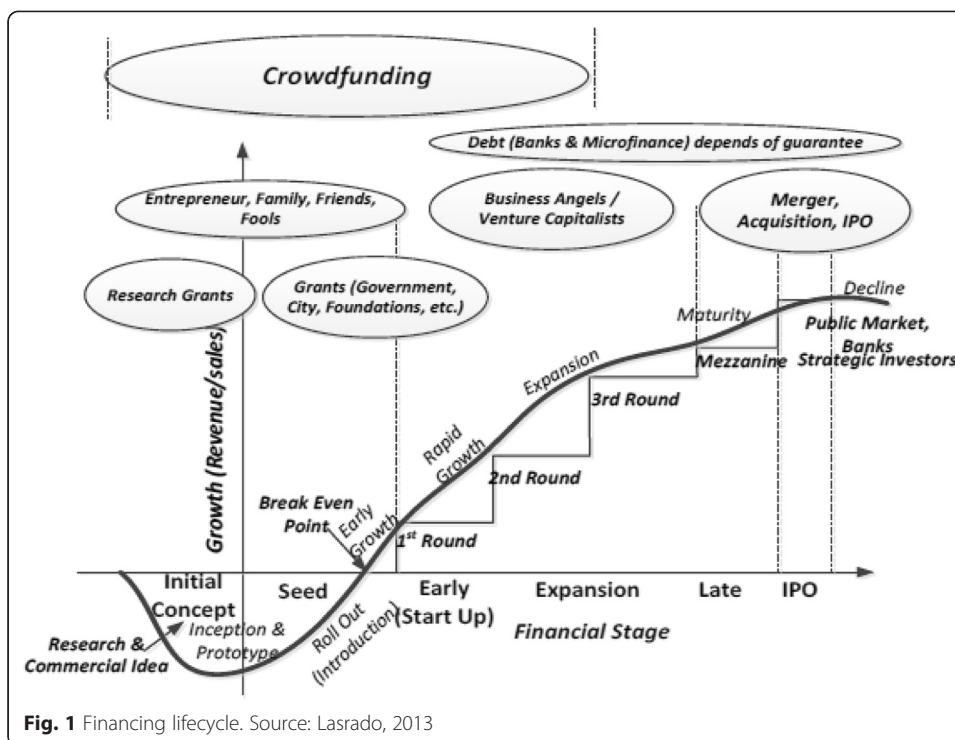 Crowdfunding
Debt (Banks & Microfinance) depends of guarantee
Entrepreneur, Family, Friends,
Fools
Business Angels /
Venture Capitalists
Merger,
Acquisition, IPO
Research Grants
Grants (Government,
City, Foundations, etc.)
Growth (Revenue/sales)
Decline
Maturity
Public Market,
Banks
Strategic Investors
Mezzanine
Expansion
3rd Round
Rapid
Growth
2nd Round
Break Even
Point
Early
Growth
1st Round
Initial
Concept
Seed
Early
(Start Up)
Expansion
Late
IPO
Financial Stage
Research &
Commercial Idea
Inception &
Prototype
Roll Out
(Introduction)
Fig. 1 Financing lifecycle. Source: Lasrado, 2013